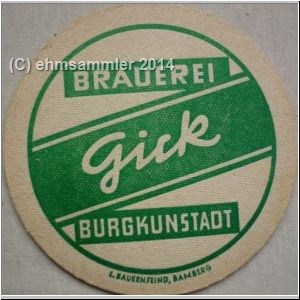 (C) ehmsammler 2014
BRAUEREI
Gick
BURGKUNSTADT
L. BAUERNFEIND, BAMBERG